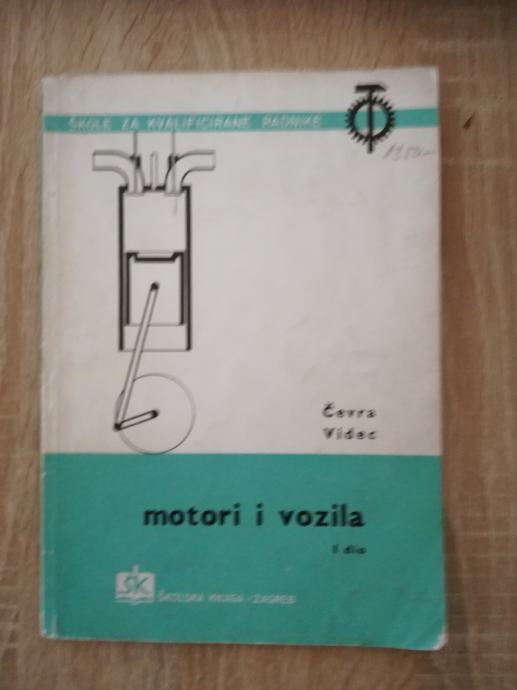 ŠKOLE ZA KVALIFICIRANE RADNIKE
1350-
Čevra
Videc
motori i vozila
I dio
ŠK
ŠKOLSKA KNJIGA - ZAGREB